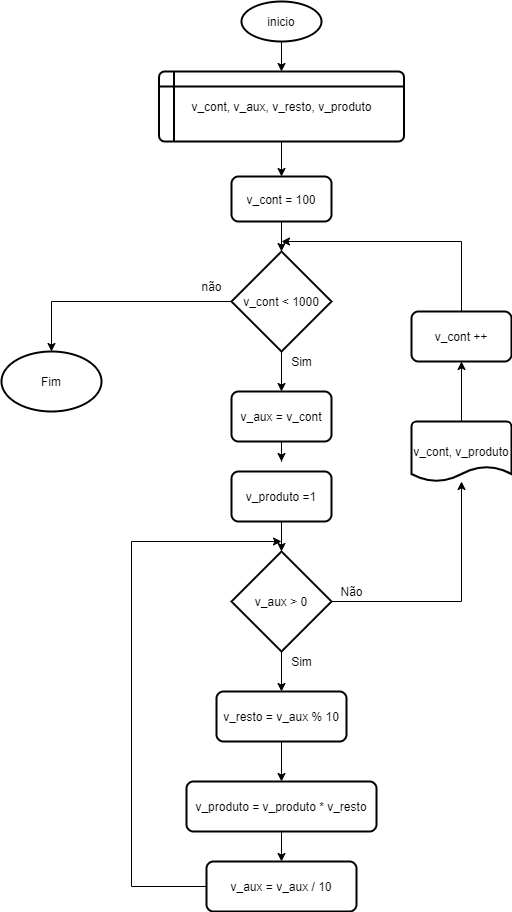 inicio
v_cont, v_aux, v_resto, v_produto
v_cont = 100
não
v_cont < 1000
v_cont ++
Sim
Fim
v_aux = v_cont
v_cont, v_produto
v_produto =1
Não
v_aux > 0
Sim
v_resto = v_aux % 10
v_produto = v_produto * v_resto
v_aux = v_aux / 10